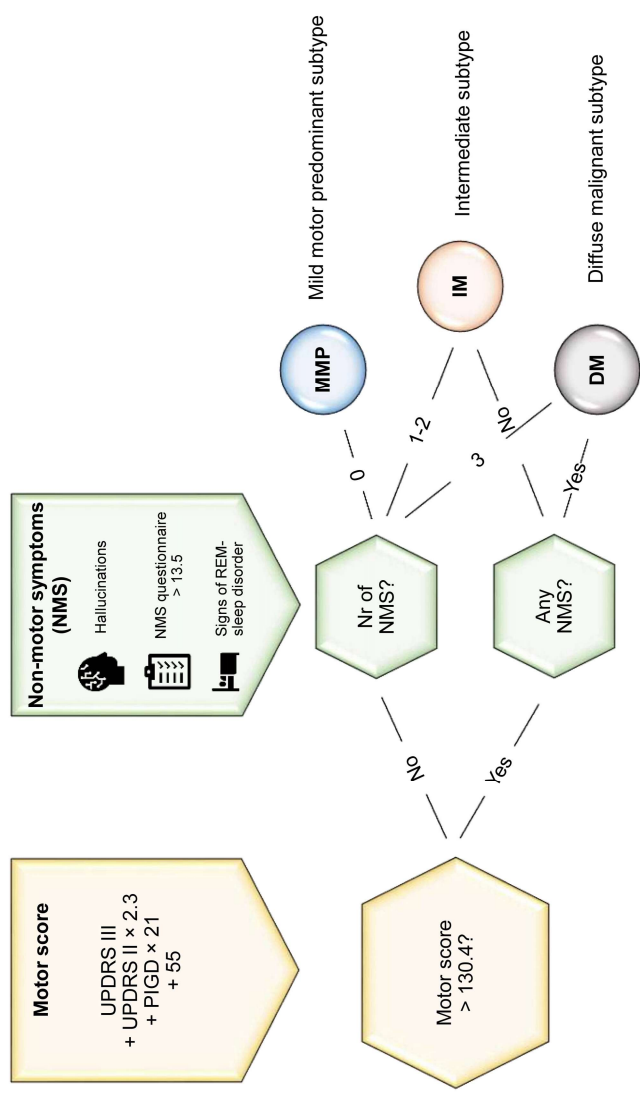 Motor score
UPDRS III
+ UPDRS II × 2.3
+ PIGD × 21
+ 55
Non-motor symptoms
(NMS)
Hallucinations
NMS questionnaire
> 13.5
Signs of REM-
sleep disorder
Motor score
> 130.4?
No
Yes
Nr of
NMS?
Any
NMS?
0
1-2
3
No
Yes
MMP
IM
DM
Mild motor predominant subtype
Intermediate subtype
Diffuse malignant subtype